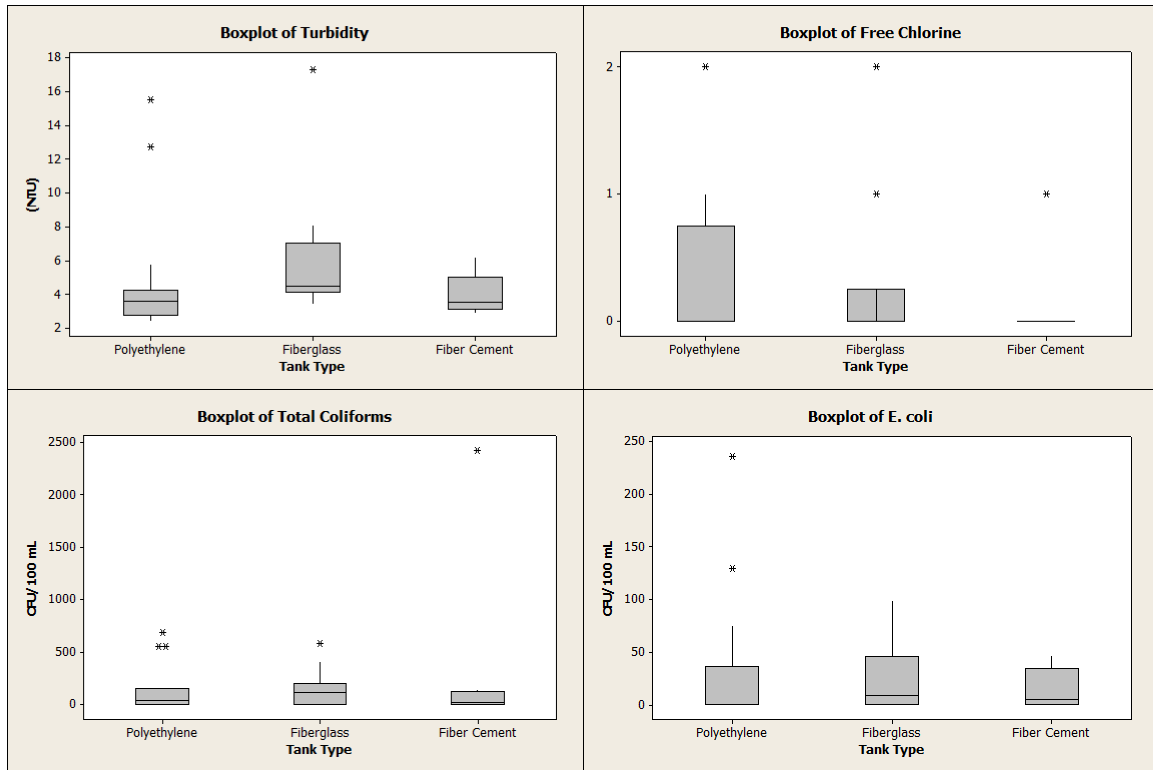 Boxplot of Turbidity
18
16
14
12
10
8
6
4
2
(NTU)
Polyethylene Fiberglass Fiber Cement
Tank Type
Boxplot of Free Chlorine
2
1
0
Polyethylene Fiberglass Fiber Cement
Tank Type
Boxplot of Total Coliforms
2500
2000
1500
1000
500
0
CFU/100 mL
Polyethylene Fiberglass Fiber Cement
Tank Type
Boxplot of E. coli
250
200
150
100
50
0
CFU/100 mL
Polyethylene Fiberglass Fiber Cement
Tank Type